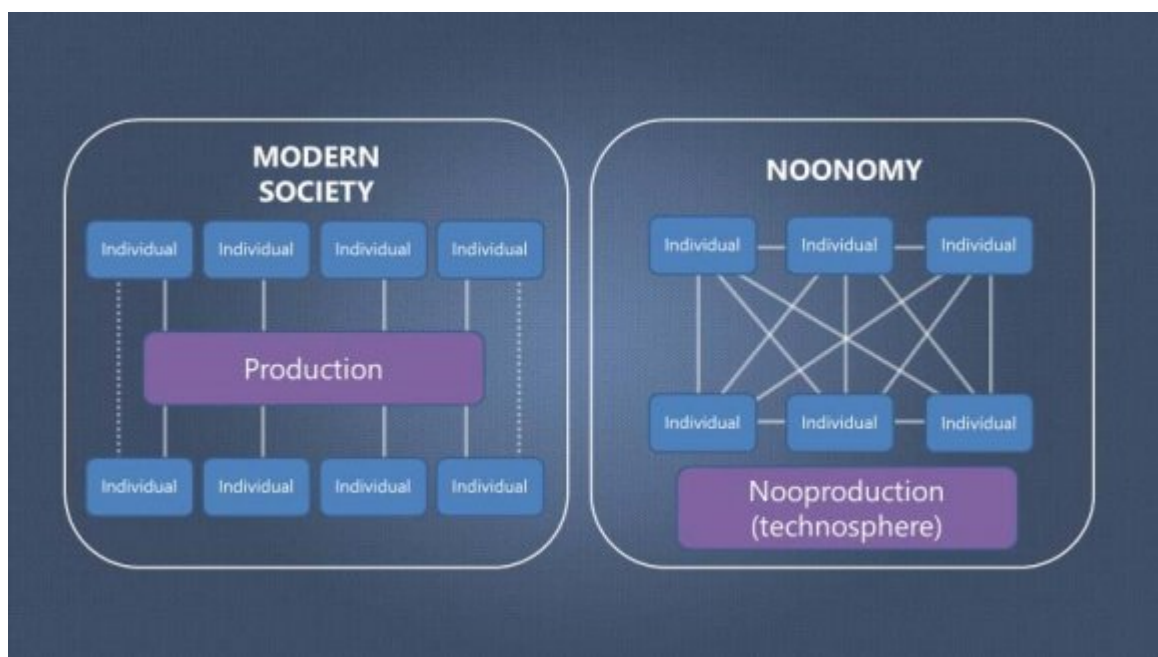 MODERN
SOCIETY
Individual
Individual
Individual
Individual
Production
Individual
Individual
Individual
Individual
NOONOMY
Individual
Individual
Individual
Individual
Individual
Individual
Nooproduction
(technosphere)